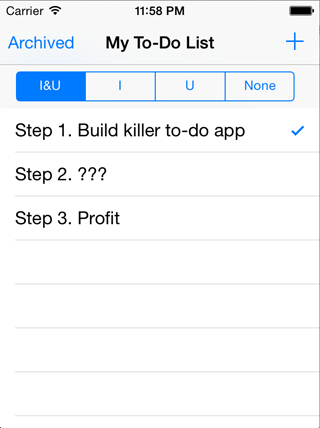 Carrier 11:58 PM
Archived My To-Do List +
I&U I U None
Step 1. Build killer to-do app
Step 2. ???
Step 3. Profit